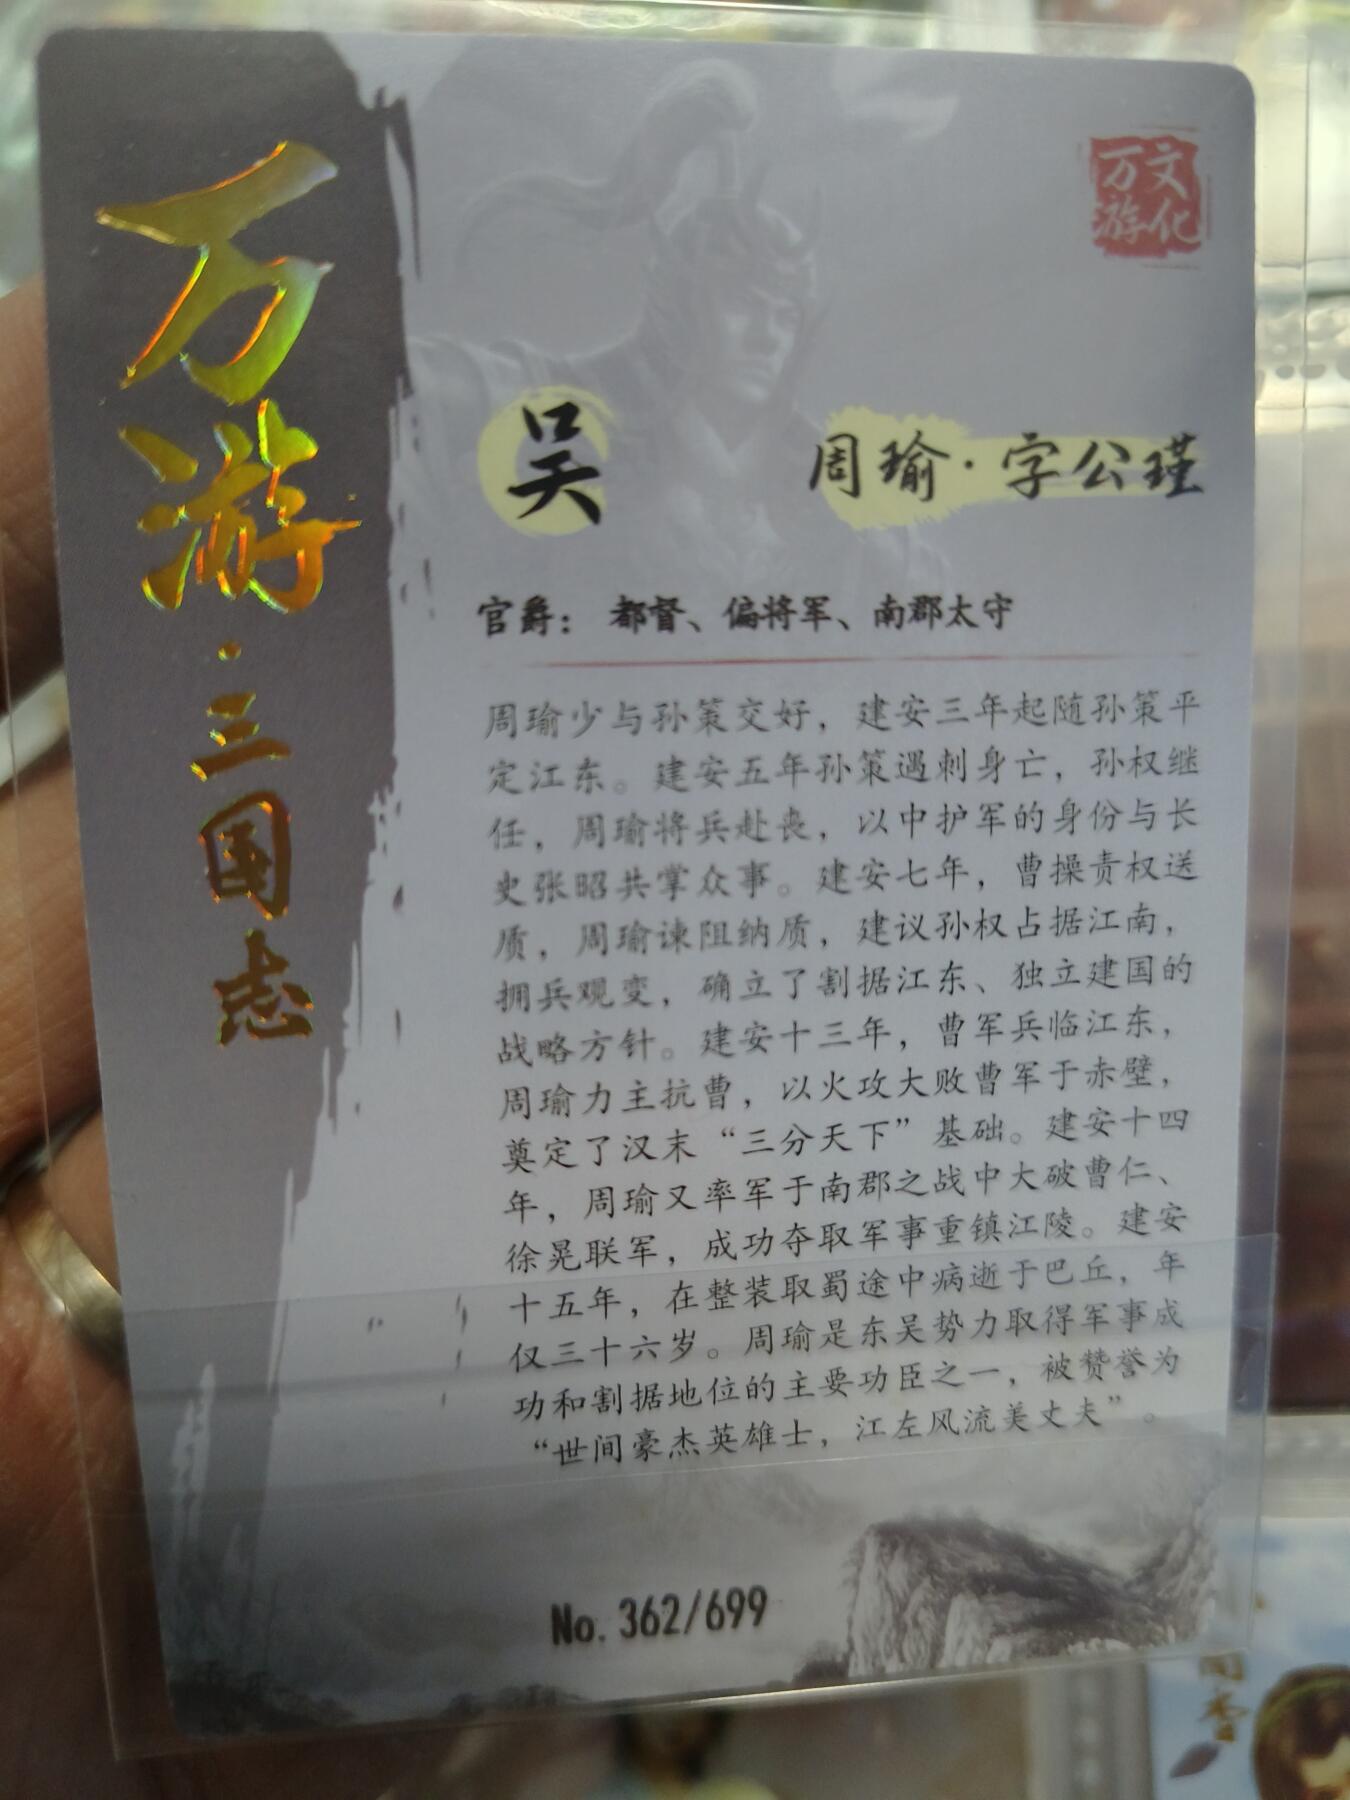 万游·三国志
万游
文化
吴
周瑜·字公瑾
官爵：都督、偏将军、南郡太守
周瑜少与孙策交好，建安三年起随孙策平
定江东。建安五年孙策遇刺身亡，孙权继
任，周瑜将兵赴丧，以中护军的身份与长
史张昭共掌众事。建安七年，曹操责权送
质，周瑜谏阻纳质，建议孙权占据江南，
拥兵观变，确立了割据江东、独立建国的
战略方针。建安十三年，曹军兵临江东，
周瑜力主抗曹，以火攻大败曹军于赤壁，
奠定了汉末“三分天下”基础。建安十四
年，周瑜又率军于南郡之战中大破曹仁、
徐晃联军，成功夺取军事重镇江陵。建安
十五年，在整装取蜀途中病逝于巴丘，年
仅三十六岁。周瑜是东吴势力取得军事成
功和割据地位的主要功臣之一，被赞誉为
“世间豪杰英雄士，江左风流美丈夫”。
No. 362/699